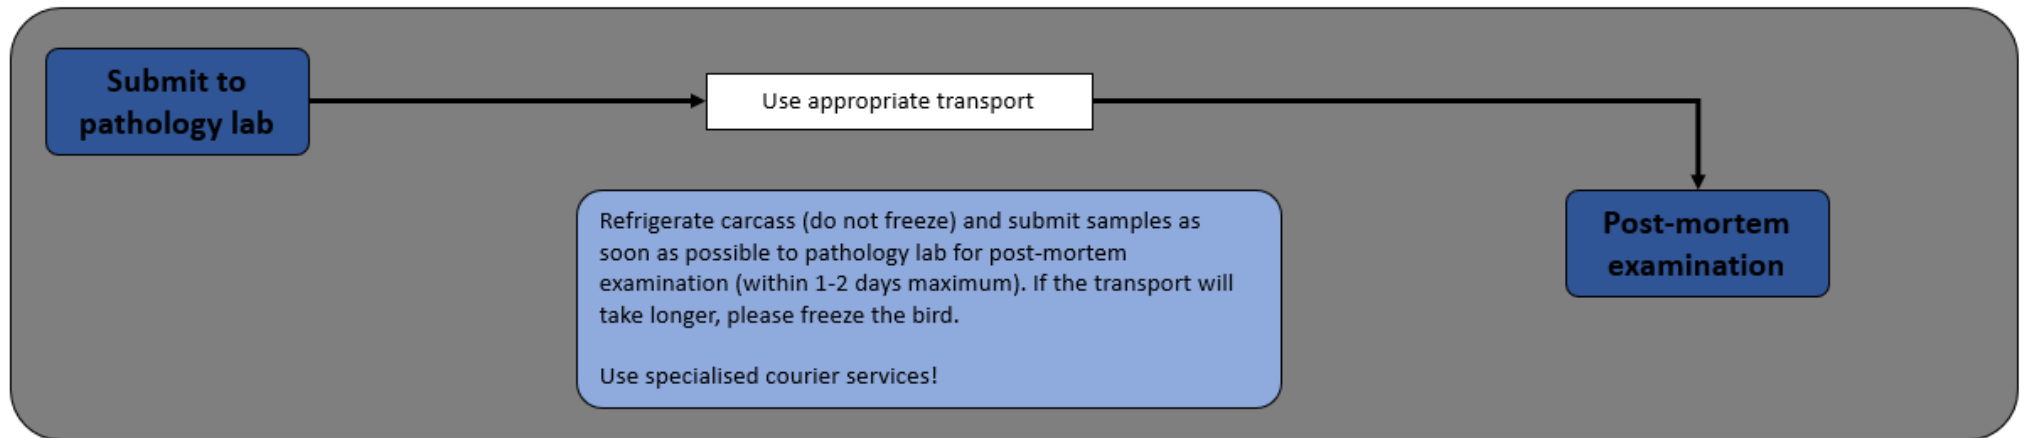 Submit to
pathology lab
Use appropriate transport
Refrigerate carcass (do not freeze) and submit samples as
soon as possible to pathology lab for post-mortem
examination (within 1-2 days maximum). If the transport will
take longer, please freeze the bird.
Use specialised courier services!
Post-mortem
examination